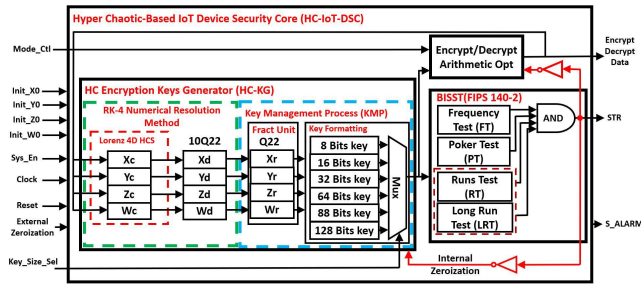 Hyper Chaotic-Based IoT Device Security Core (HC-IoT-DSC)
Mode_Ctl
Encrypt/Decrypt
Arithmetic Opt
Encrypt
Decrypt
Data
HC Encryption Keys Generator (HC-KG)
RK-4 Numerical Resolution
Method
Key Management Process (KMP)
BISST(FIPS 140-2)
Init_X0
Init_Y0
Init_Z0
Init_W0
Sys_En
Clock
Reset
External
Zeroization
Key_Size_Sel
Lorenz 4D HCS
Xc
Yc
Zc
Wc
10Q22
Xd
Yd
Zd
Wd
Fract Unit
Q22
Xr
Yr
Zr
Wr
Key Formatting
8 Bits key
16 Bits key
32 Bits key
64 Bits key
88 Bits key
128 Bits key
Mux
Frequency
Test (FT)
Poker Test
(PT)
Runs Test
(RT)
Long Run
Test (LRT)
AND
STR
S_ALARM
Internal
Zeroization